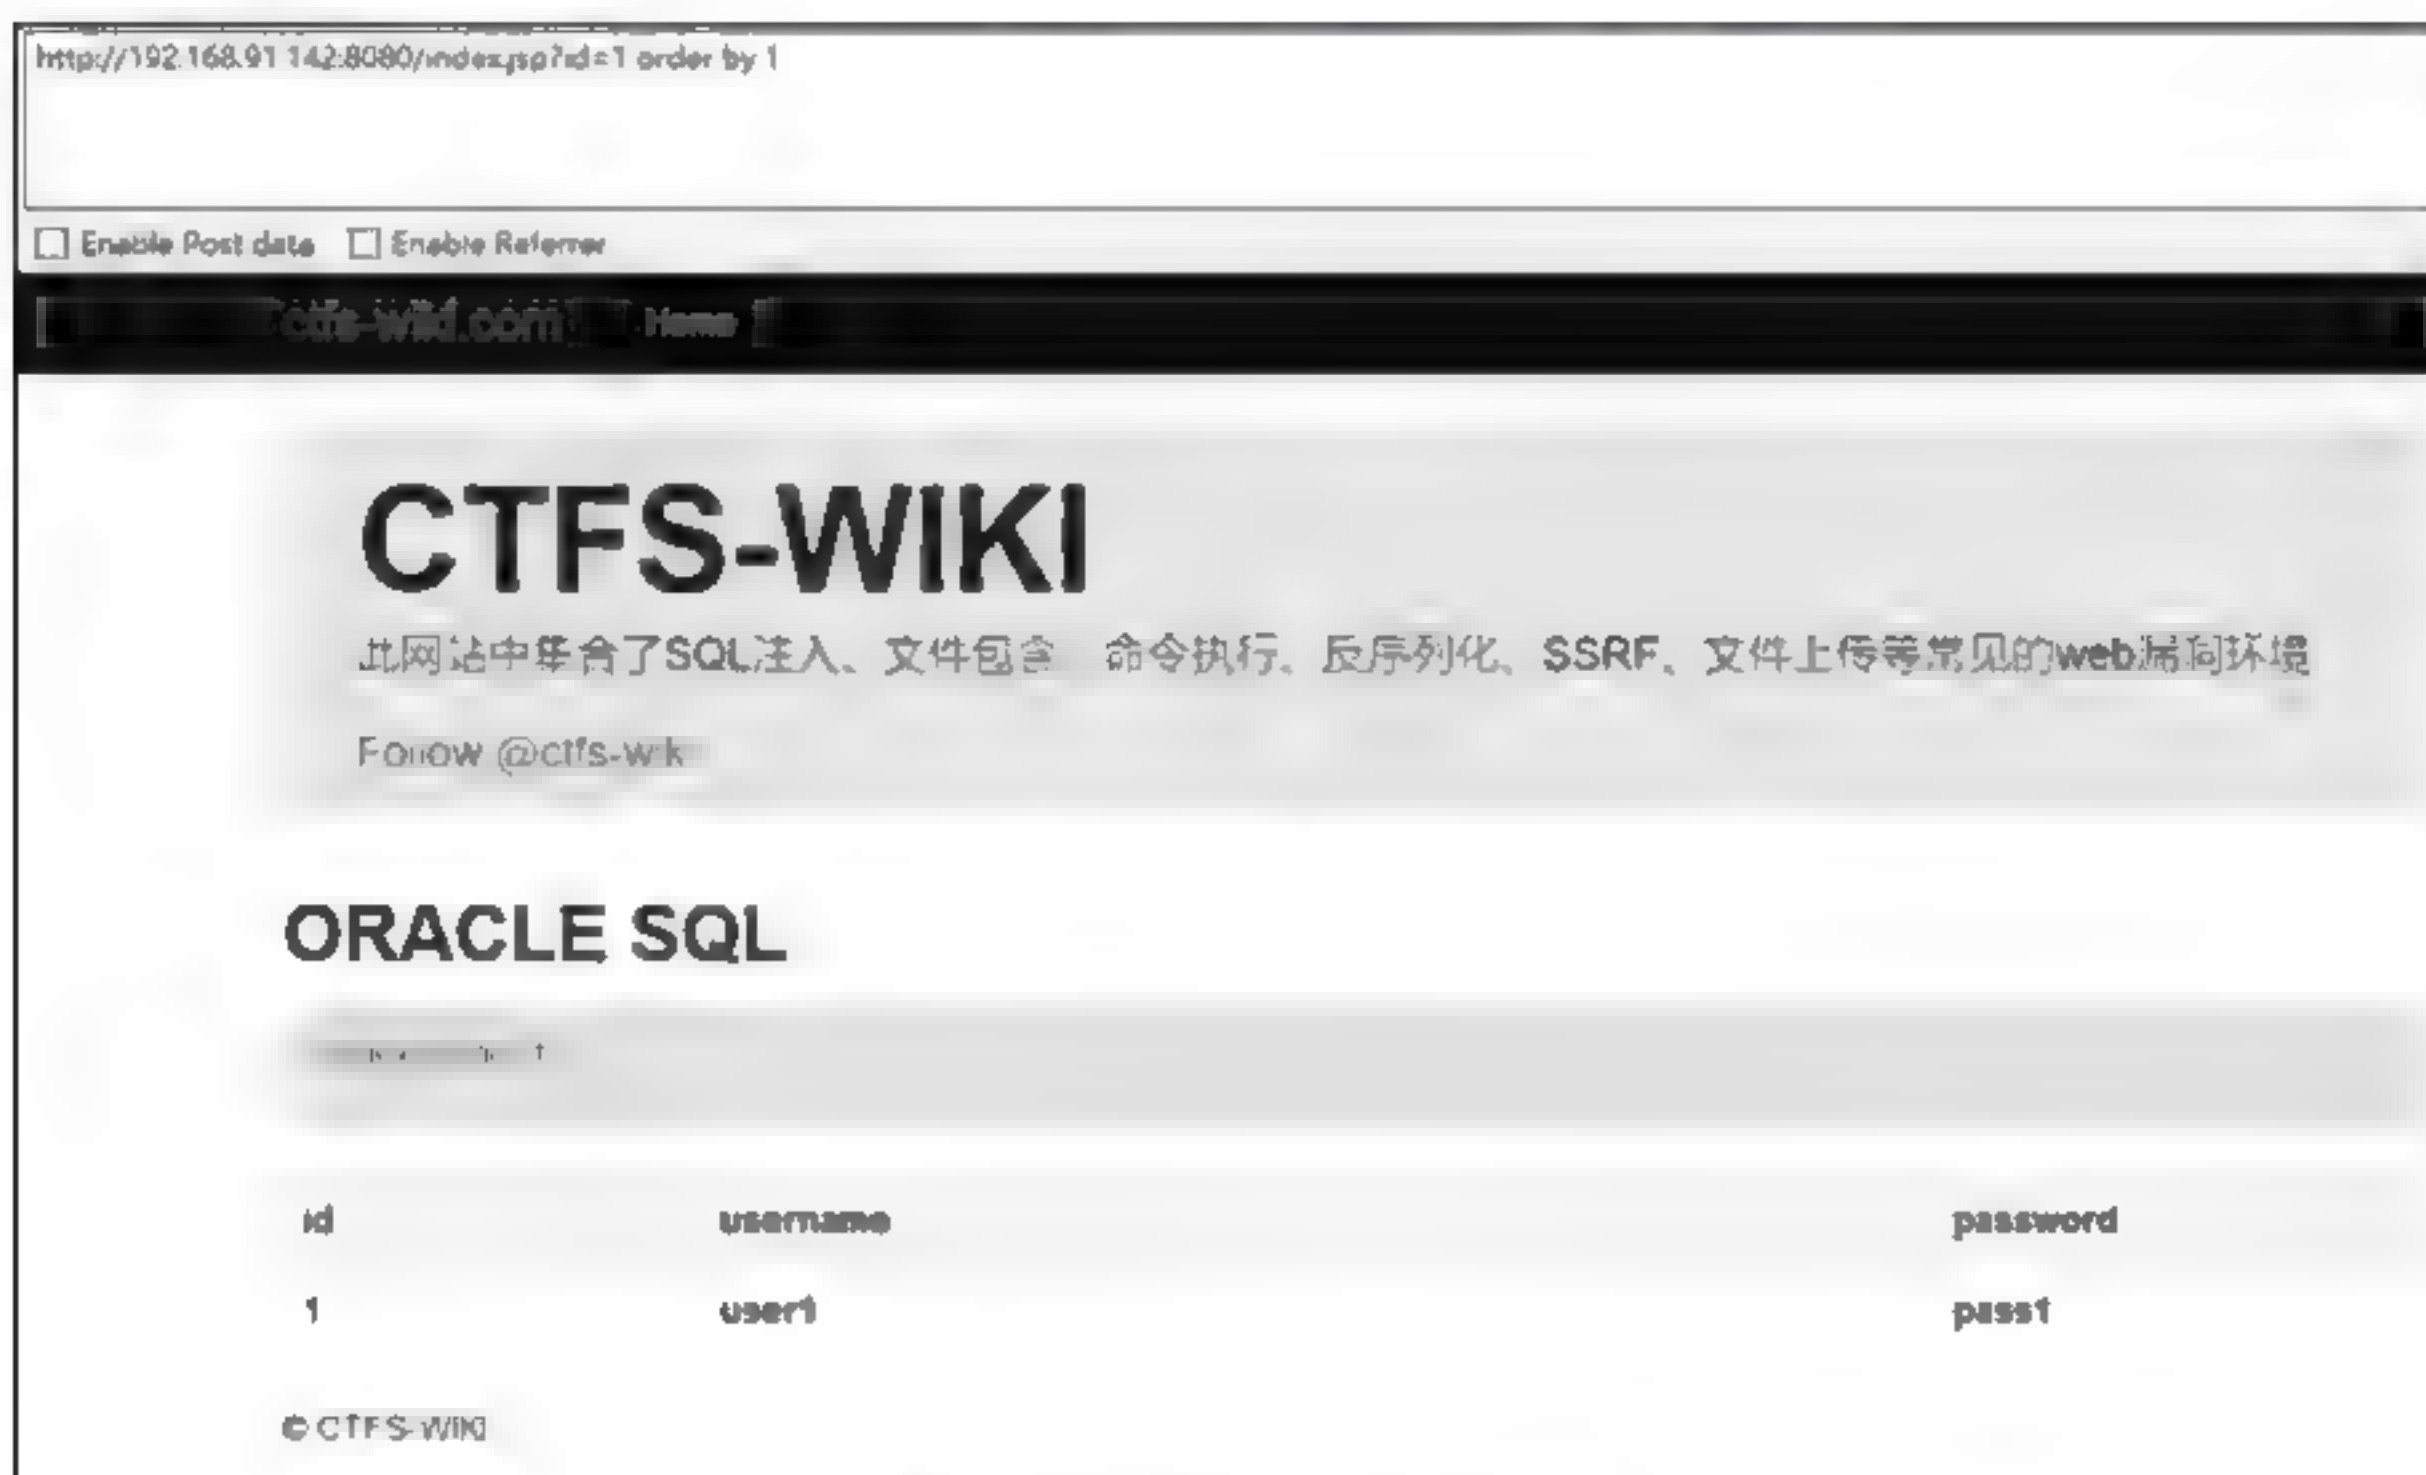 http://192.168.91.142:8080/index.jsp?id=1 order by 1
Enable Post data Enable Referrer
ctfs-wiki.com Home
CTFS-WIKI
此网站中集合了SQL注入、文件包含、命令执行、反序列化、SSRF、文件上传等常见的web漏洞环境
Follow @ctfs-wiki
ORACLE SQL
id username password
1 user1 pass1
© CTFS-WIKI